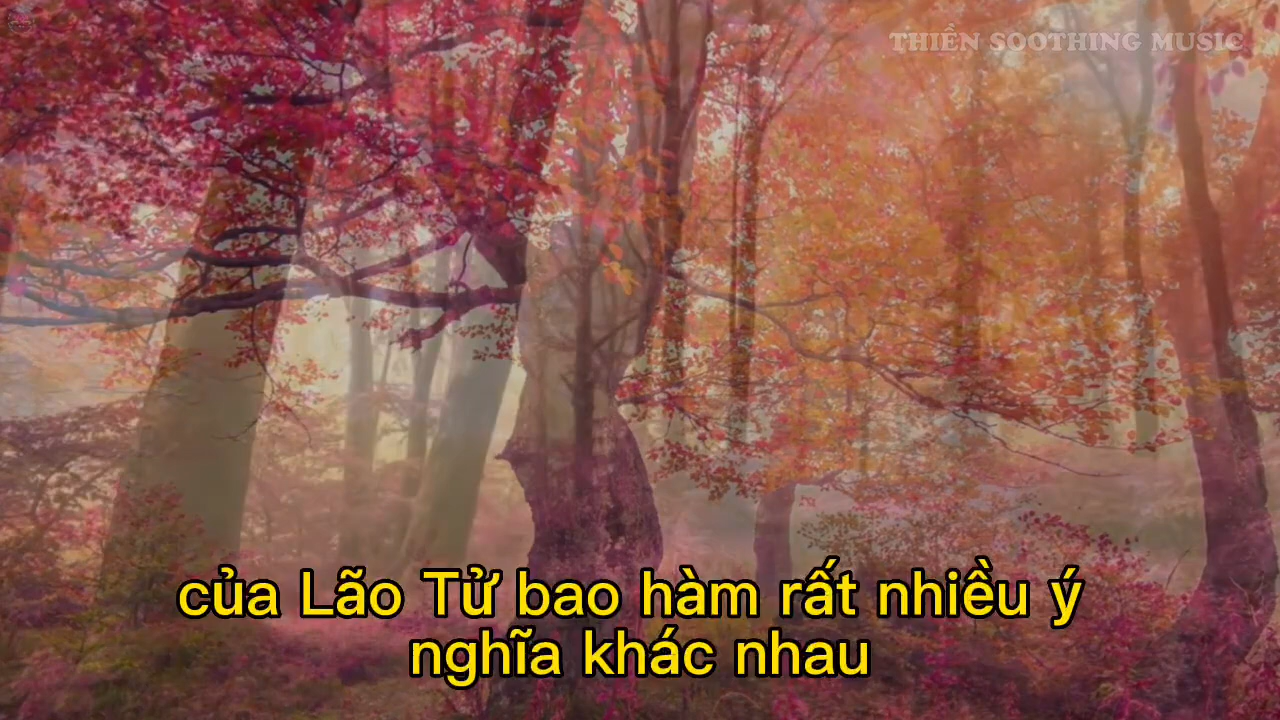 THIỀN SOOTHING MUSIC
của Lão Tử bao hàm rất nhiều ý
nghĩa khác nhau